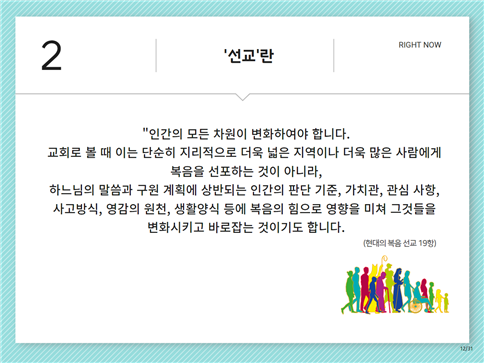 2
'선교'란
RIGHT NOW
"인간의 모든 차원이 변화하여야 합니다.
교회로 볼 때 이는 단순히 지리적으로 더욱 넓은 지역이나 더욱 많은 사람에게
복음을 선포하는 것이 아니라,
하느님의 말씀과 구원 계획에 상반되는 인간의 판단 기준, 가치관, 관심 사항,
사고방식, 영감의 원천, 생활양식 등에 복음의 힘으로 영향을 미쳐 그것들을
변화시키고 바로잡는 것이기도 합니다.
(현대의 복음 선교 19항)
12/31